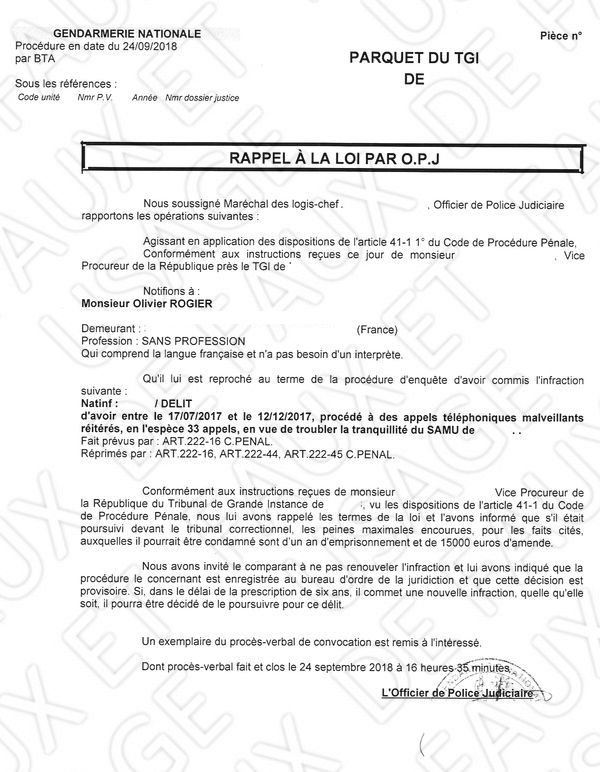 GENDARMERIE NATIONALE
Procédure en date du 24/09/2018
par BTA
Pièce n°
PARQUET DU TGI
DE
Sous les références :
Code unité Nmr P.V. Année Nmr dossier justice
RAPPEL À LA LOI PAR O.P.J
Nous soussigné Maréchal des logis-chef . , Officier de Police Judiciaire
rapportons les opérations suivantes :
Agissant en application des dispositions de l'article 41-1 1° du Code de Procédure Pénale,
Conformément aux instructions reçues ce jour de monsieur . Vice
Procureur de la République près le TGI de
Notifions à :
Monsieur Olivier ROGIER
Demeurant : (France)
Profession : SANS PROFESSION
Qui comprend la langue française et n'a pas besoin d'un interprète.
Qu'il lui est reproché au terme de la procédure d'enquête d'avoir commis l'infraction
suivante :
Natinf : / DELIT
d'avoir entre le 17/07/2017 et le 12/12/2017, procédé à des appels téléphoniques malveillants
réitérés, en l'espèce 33 appels, en vue de troubler la tranquillité du SAMU de . .
Fait prévus par : ART.222-16 C.PENAL.
Réprimés par : ART.222-16, ART.222-44, ART.222-45 C.PENAL.
Conformément aux instructions reçues de monsieur Vice Procureur de
la République du Tribunal de Grande Instance de ; vu les dispositions de l'article 41-1 du Code
de Procédure Pénale, nous lui avons rappelé les termes de la loi et l'avons informé que s'il était
poursuivi devant le tribunal correctionnel, les peines maximales encourues, pour les faits cités,
auxquelles il pourrait être condamné sont d'un an d'emprisonnement et de 15000 euros d'amende.
Nous avons invité le comparant à ne pas renouveler l'infraction et lui avons indiqué que la
procédure le concernant est enregistrée au bureau d'ordre de la juridiction et que cette décision est
provisoire. Si, dans le délai de la prescription de six ans, il commet une nouvelle infraction, quelle qu'elle
soit, il pourra être décidé de le poursuivre pour ce délit.
Un exemplaire du procès-verbal de convocation est remis à l'intéressé.
Dont procès-verbal fait et clos le 24 septembre 2018 à 16 heures 35 minutes
L'Officier de Police Judiciaire
FAUX ET USAGE DE FAUX